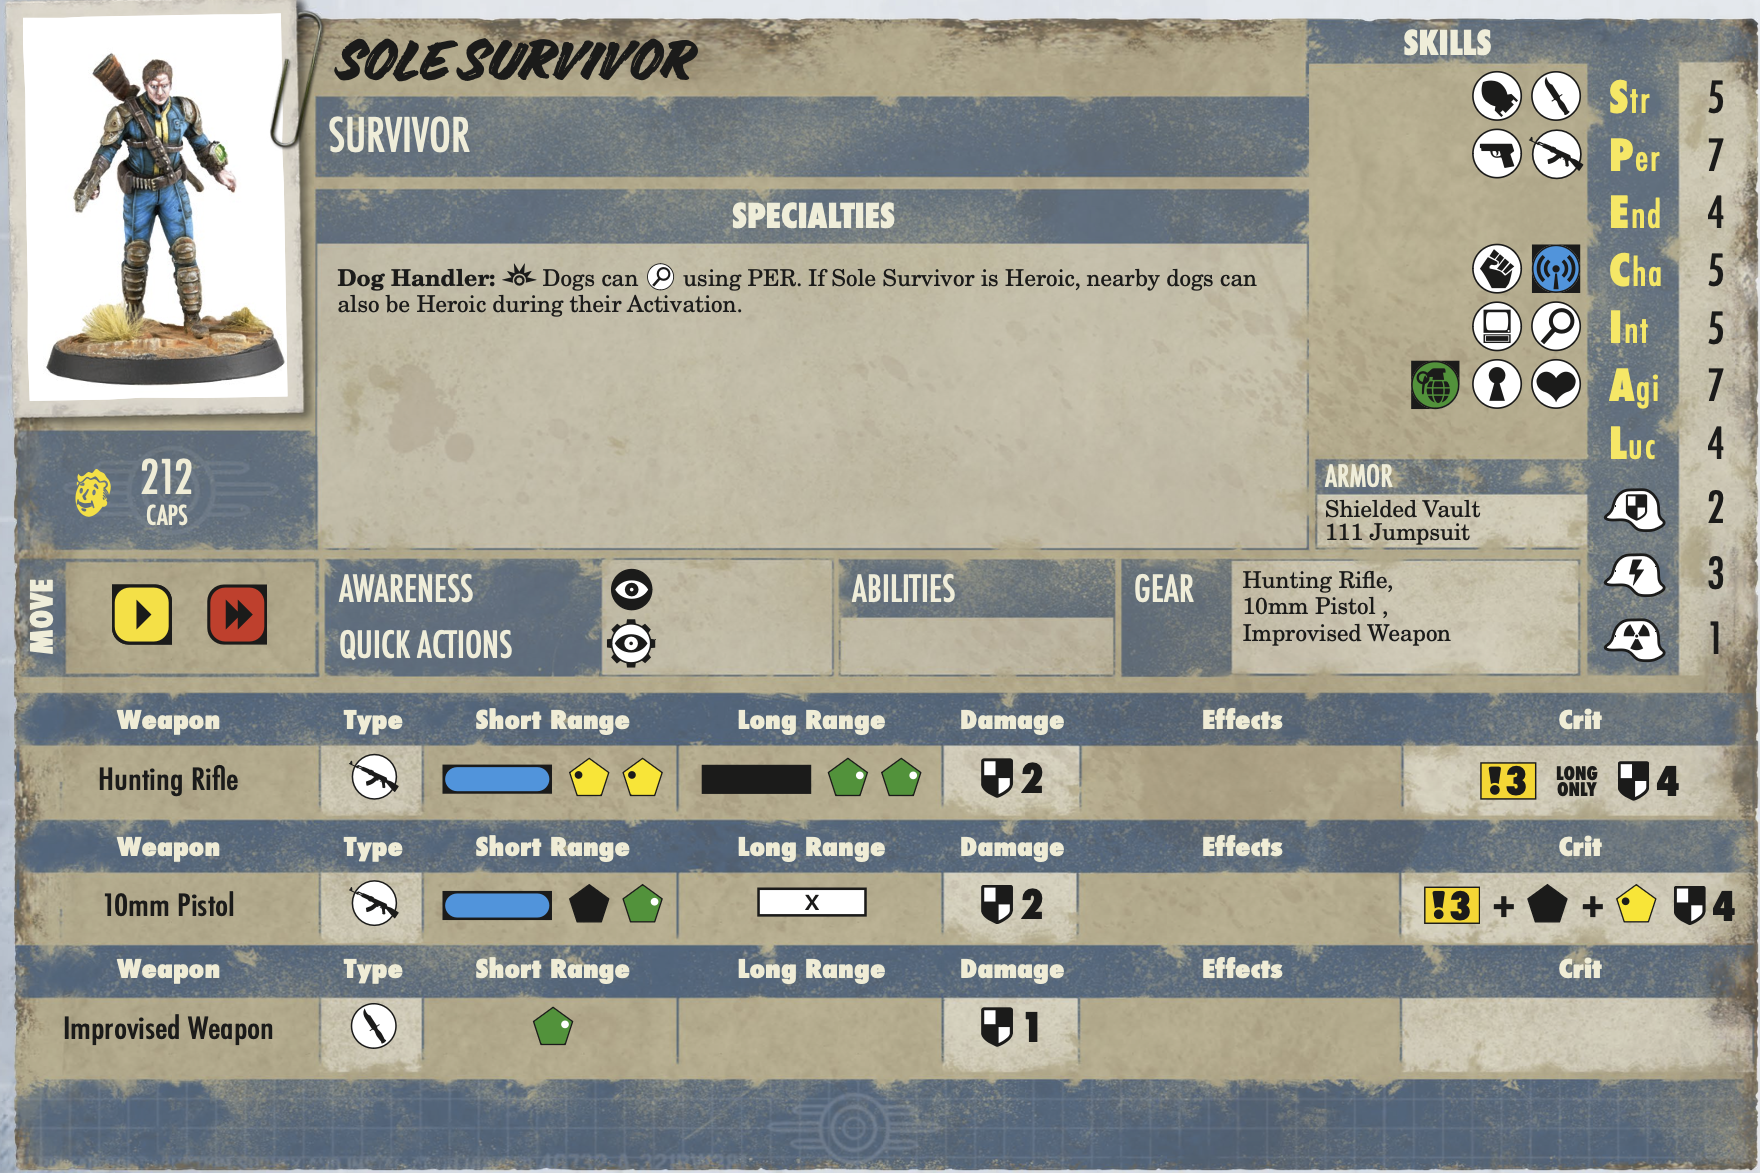 SOLE SURVIVOR
SURVIVOR
SPECIALTIES
Dog Handler: Dogs can using PER. If Sole Survivor is Heroic, nearby dogs can
also be Heroic during their Activation.
212
CAPS
SKILLS
Str 5
Per 7
End 4
Cha 5
Int 5
Agi 7
Luc 4
ARMOR
Shielded Vault
111 Jumpsuit
2
3
1
MOVE
AWARENESS
QUICK ACTIONS
ABILITIES
GEAR
Hunting Rifle,
10mm Pistol ,
Improvised Weapon
Weapon Type Short Range Long Range Damage Effects Crit
Hunting Rifle 2 !3 LONG ONLY 4
Weapon Type Short Range Long Range Damage Effects Crit
10mm Pistol X 2 !3 + + 4
Weapon Type Short Range Long Range Damage Effects Crit
Improvised Weapon 1